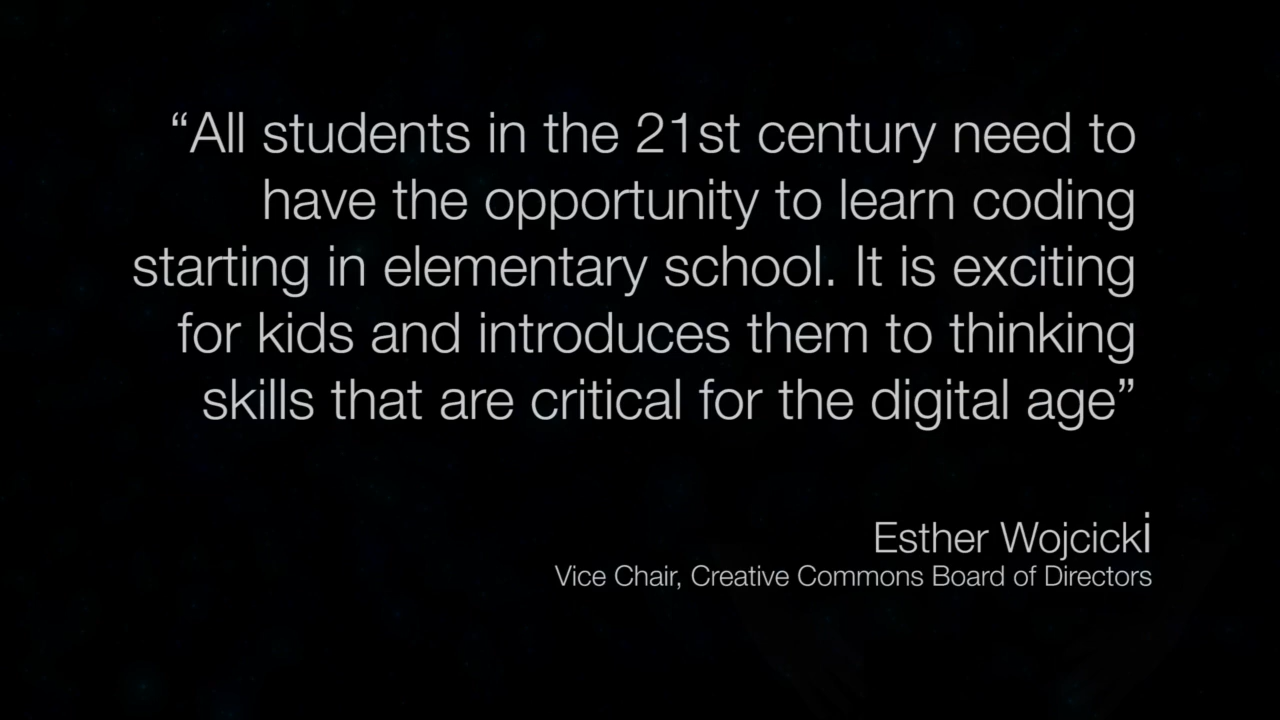 “All students in the 21st century need to
have the opportunity to learn coding
starting in elementary school. It is exciting
for kids and introduces them to thinking
skills that are critical for the digital age”
Esther Wojcicki
Vice Chair, Creative Commons Board of Directors